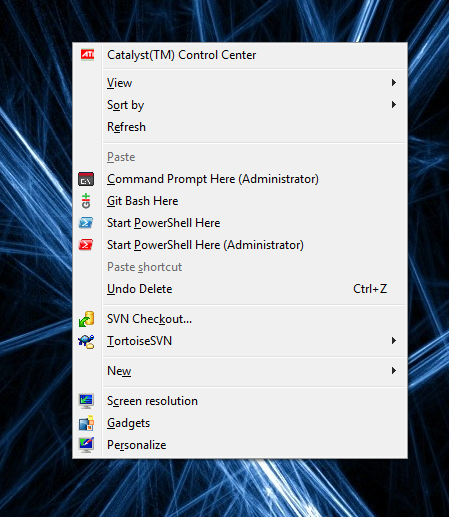 ATI Catalyst(TM) Control Center
View
Sort by
Refresh
Paste
C:\ Command Prompt Here (Administrator)
Git Bash Here
Start PowerShell Here
Start PowerShell Here (Administrator)
Paste shortcut
Undo Delete Ctrl+Z
SVN Checkout...
TortoiseSVN
New
Screen resolution
Gadgets
Personalize